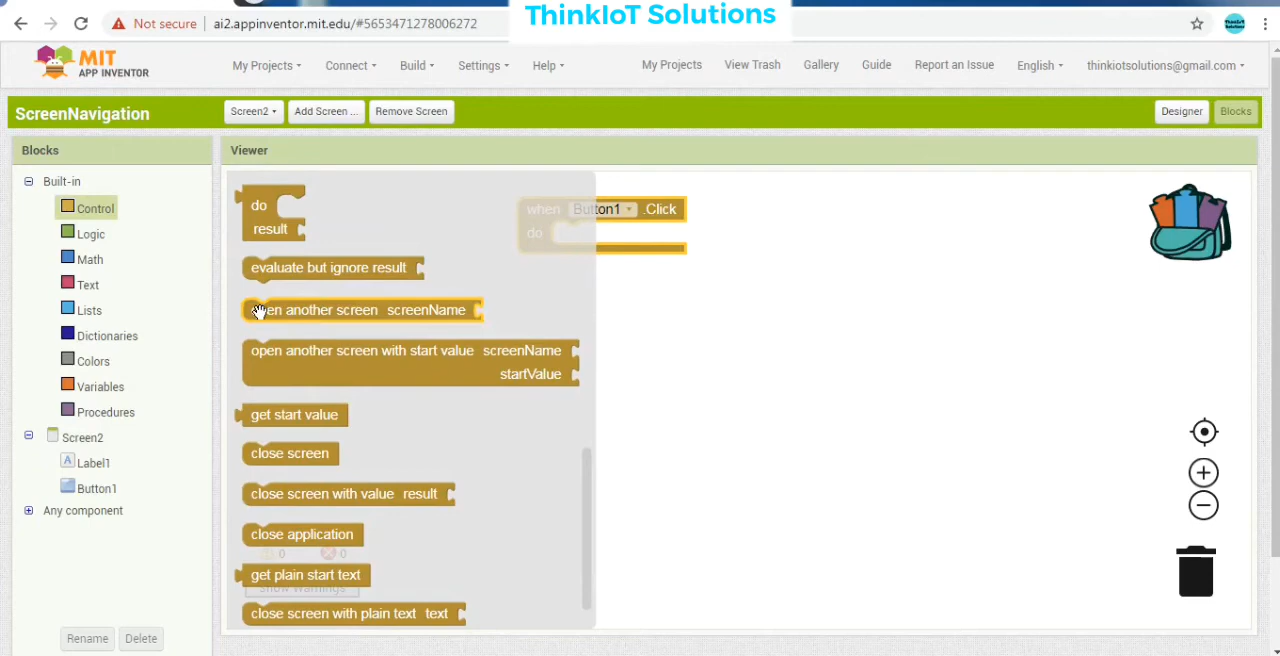 ThinkIoT Solutions
Not secure
ai2.appinventor.mit.edu/#5653471278006272
MIT
APP INVENTOR
My Projects
Connect
Build
Settings
Help
My Projects
View Trash
Gallery
Guide
Report an Issue
English
thinkiotsolutions@gmail.com
ScreenNavigation
Screen2
Add Screen ...
Remove Screen
Designer
Blocks
Blocks
Viewer
Built-in
Control
Logic
Math
Text
Lists
Dictionaries
Colors
Variables
Procedures
Screen2
A Label1
Button1
Any component
Rename
Delete
do
result
evaluate but ignore result
en another screen screenName
open another screen with start value screenName
startValue
get start value
close screen
close screen with value result
close application
0 0
get plain start text
Show Warnings
close screen with plain text text
when Button1 .Click
do